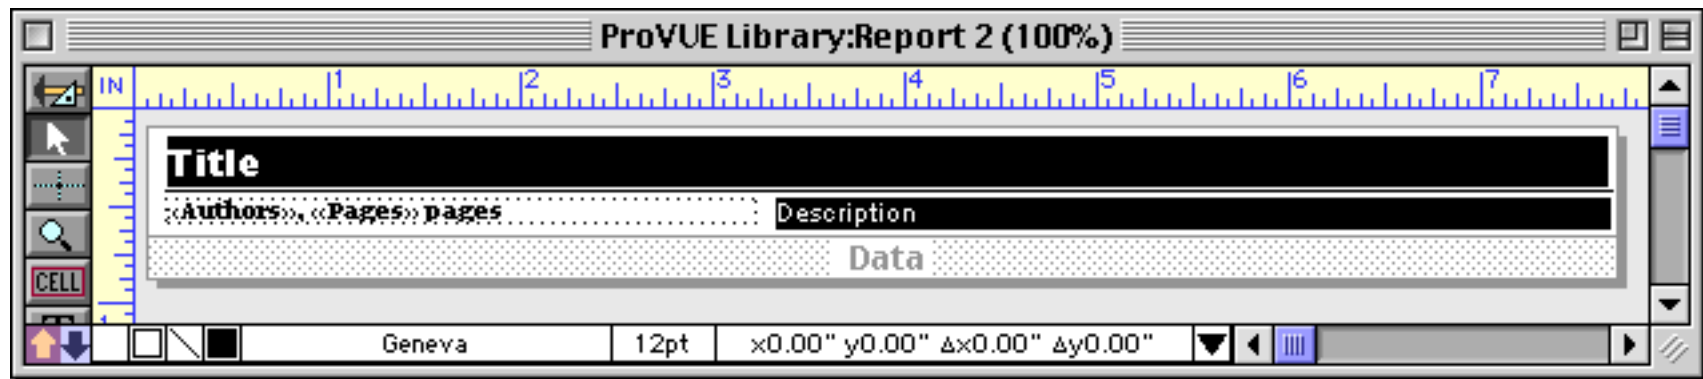 ProVUE Library:Report 2 (100%)
IN 1 2 3 4 5 6 7
Title
«Authors», «Pages» pages Description
Data
CELL
1
Geneva 12pt x0.00" y0.00" Δx0.00" Δy0.00"